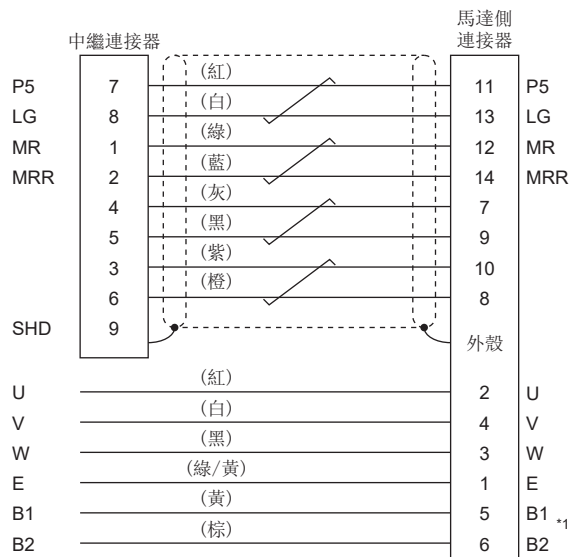 馬達側
中繼連接器 連接器
P5 7 (紅) 11 P5
LG 8 (白) 13 LG
MR 1 (綠) 12 MR
MRR 2 (藍) 14 MRR
4 (灰) 7
5 (黑) 9
3 (紫) 10
6 (橙) 8
SHD 9 外殼
U (紅) 2 U
V (白) 4 V
W (黑) 3 W
E (綠/黃) 1 E
B1 (黃) 5 B1 *1
B2 (棕) 6 B2